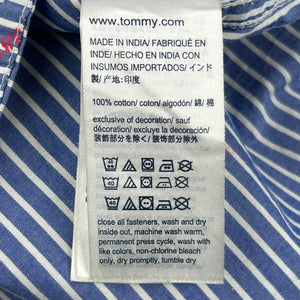 www.tommy.com
MADE IN INDIA/ FABRIQUÉ EN
INDE/ HECHO EN INDIA CON
INSUMOS IMPORTADOS/ インド
製/ 产地:印度
100% cotton/ coton/ algodón/ 綿/ 棉
exclusive of decoration/ sauf
décoration/ excluye la decoración/
装飾部分を除く/ 装饰部分除外
40
40
40
close all fasteners, wash and dry
inside out, machine wash warm,
permanent press cycle, wash with
like colors, non-chlorine bleach
only, dry promptly, tumble dry